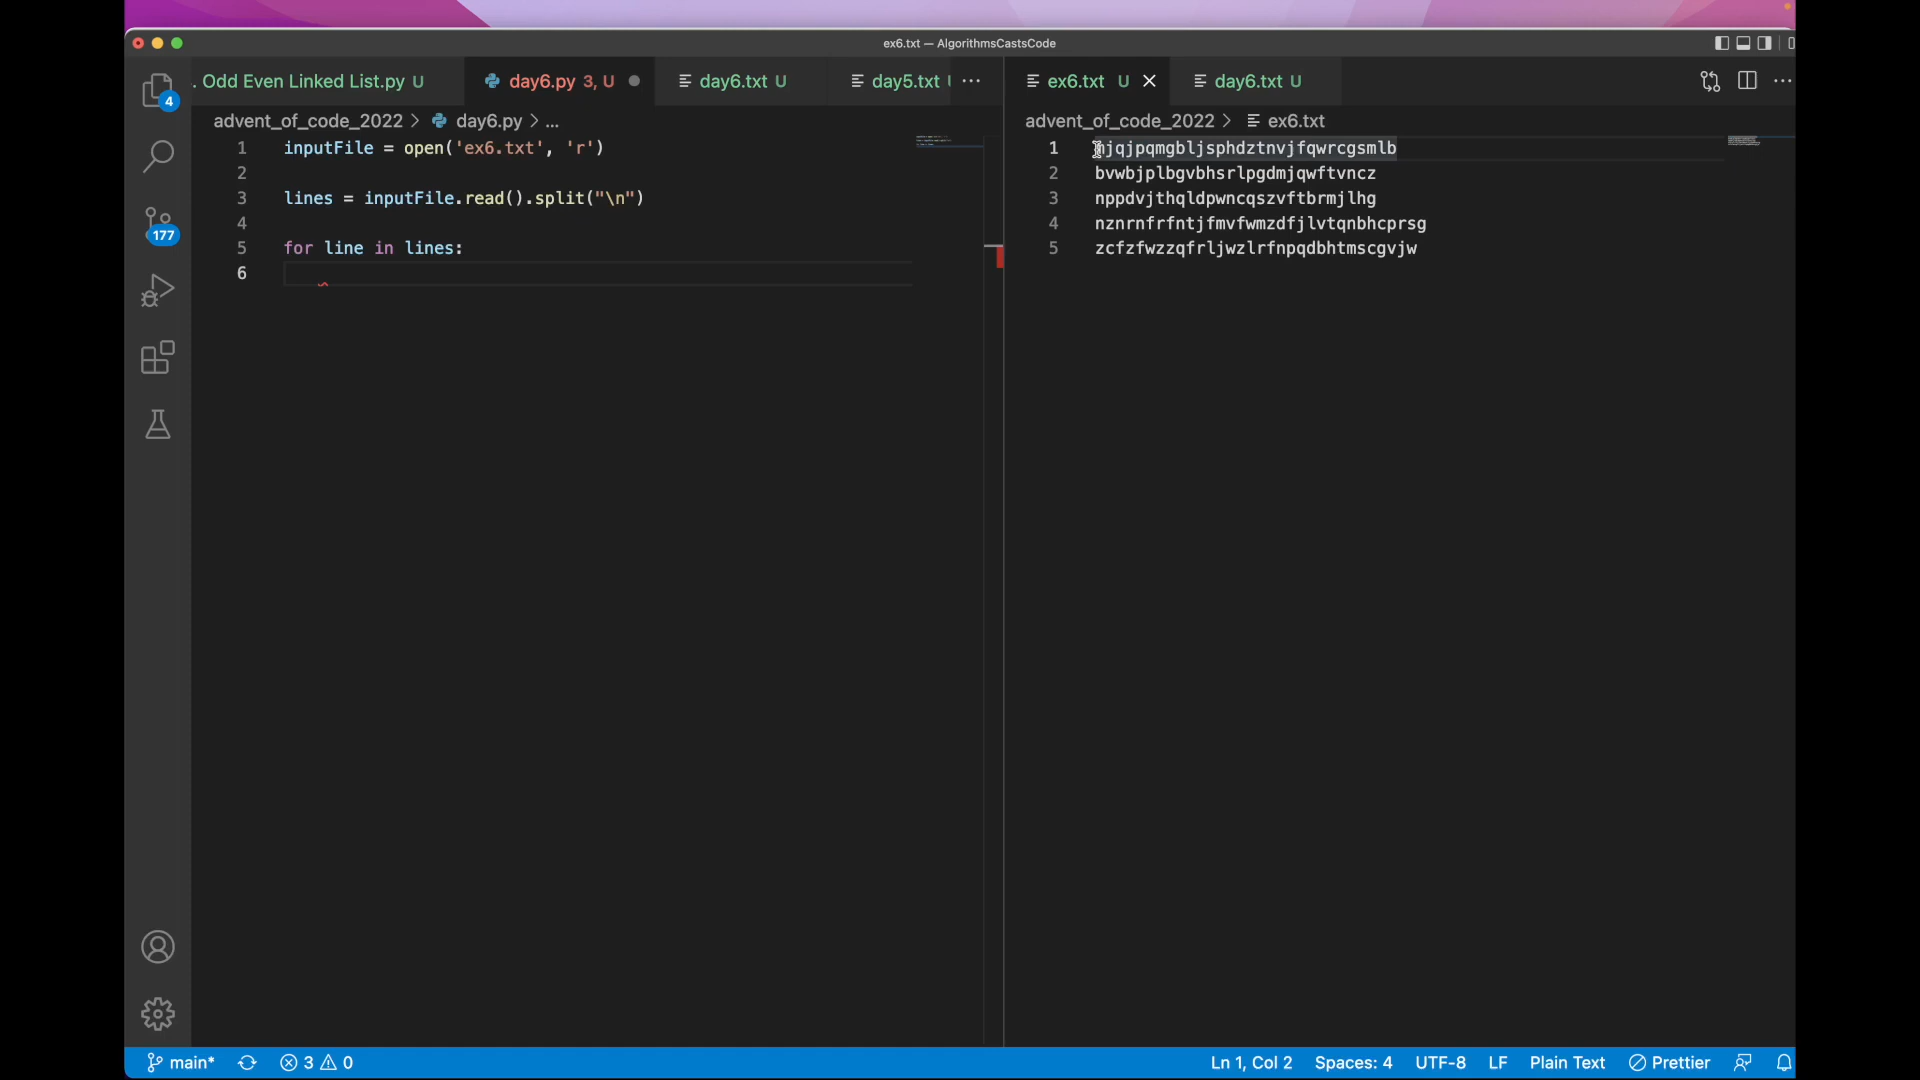 ex6.txt — AlgorithmsCastsCode
. Odd Even Linked List.py U
day6.py 3, U
day6.txt U
day5.txt
ex6.txt U
day6.txt U
4
177
advent_of_code_2022 > day6.py > ...
1 inputFile = open('ex6.txt', 'r')
2
3 lines = inputFile.read().split("\n")
4
5 for line in lines:
6
advent_of_code_2022 > ex6.txt
1 mjqjpqmgbljsphdztnvjfqwrcgsmlb
2 bvwbjplbgvbhsrlpgdmjqwftvncz
3 nppdvjthqldpwncqszvftbrmjlhg
4 nznrnfrfntjfmvfwmzdfjlvtqnbhcprsg
5 zcfzfwzzqfrljwzlrfnpqdbhtmscgvjw
main* 3 0
Ln 1, Col 2 Spaces: 4 UTF-8 LF Plain Text Prettier